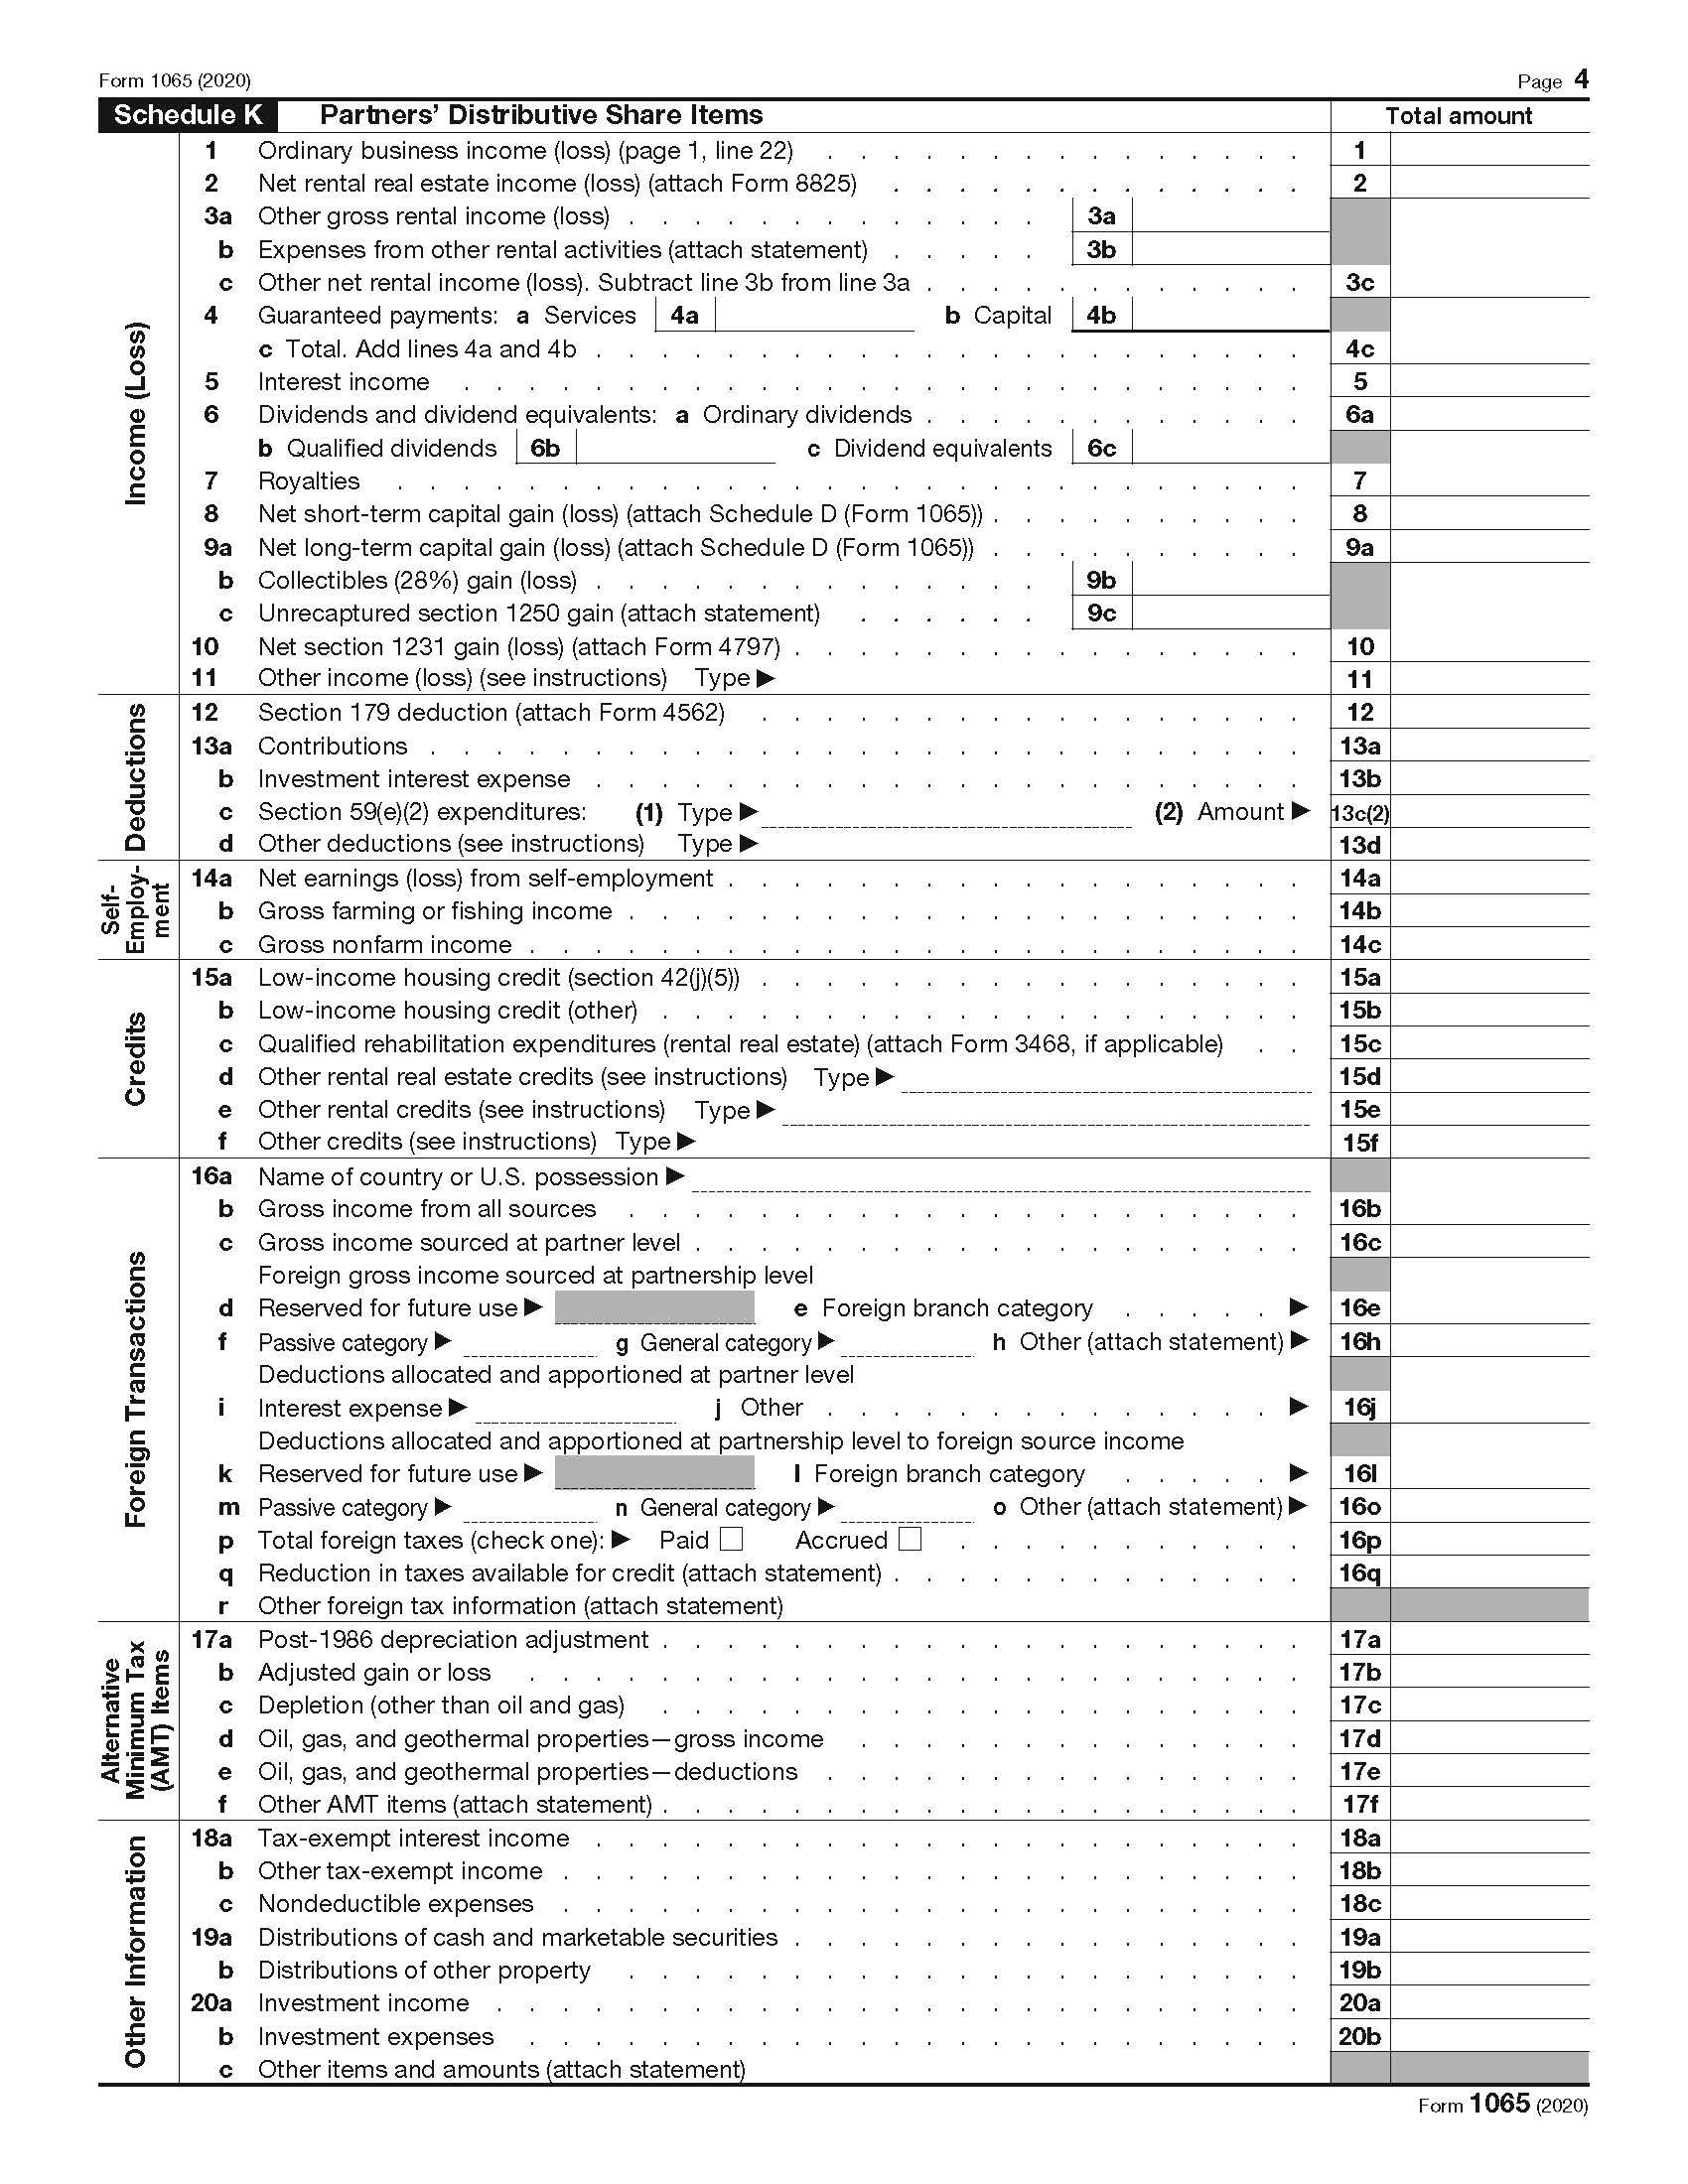 Form 1065 (2020) Page 4
Schedule K Partners’ Distributive Share Items Total amount
Income (Loss)
1 Ordinary business income (loss) (page 1, line 22) . . . . . . . . . . . . . . . 1
2 Net rental real estate income (loss) (attach Form 8825) . . . . . . . . . . . . . 2
3a Other gross rental income (loss) . . . . . . . . . . . . . 3a
b Expenses from other rental activities (attach statement) . . . . . 3b
c Other net rental income (loss). Subtract line 3b from line 3a . . . . . . . . . . . . 3c
4 Guaranteed payments: a Services 4a b Capital 4b
c Total. Add lines 4a and 4b . . . . . . . . . . . . . . . . . . . . . . 4c
5 Interest income . . . . . . . . . . . . . . . . . . . . . . . . . . 5
6 Dividends and dividend equivalents: a Ordinary dividends . . . . . . . . . . . . 6a
b Qualified dividends 6b c Dividend equivalents 6c
7 Royalties . . . . . . . . . . . . . . . . . . . . . . . . . . . . 7
8 Net short-term capital gain (loss) (attach Schedule D (Form 1065)) . . . . . . . . . . 8
9a Net long-term capital gain (loss) (attach Schedule D (Form 1065)) . . . . . . . . . . 9a
b Collectibles (28%) gain (loss) . . . . . . . . . . . . . . 9b
c Unrecaptured section 1250 gain (attach statement) . . . . . . 9c
10 Net section 1231 gain (loss) (attach Form 4797) . . . . . . . . . . . . . . . . 10
11 Other income (loss) (see instructions) Type ▶ 11
Deductions
12 Section 179 deduction (attach Form 4562) . . . . . . . . . . . . . . . . . 12
13a Contributions . . . . . . . . . . . . . . . . . . . . . . . . . . . 13a
b Investment interest expense . . . . . . . . . . . . . . . . . . . . . . 13b
c Section 59(e)(2) expenditures: (1) Type ▶ (2) Amount ▶ 13c(2)
d Other deductions (see instructions) Type ▶ 13d
Self-
Employ-
ment
14a Net earnings (loss) from self-employment . . . . . . . . . . . . . . . . . . 14a
b Gross farming or fishing income . . . . . . . . . . . . . . . . . . . . . 14b
c Gross nonfarm income . . . . . . . . . . . . . . . . . . . . . . . . 14c
Credits
15a Low-income housing credit (section 42(j)(5)) . . . . . . . . . . . . . . . . . 15a
b Low-income housing credit (other) . . . . . . . . . . . . . . . . . . . . 15b
c Qualified rehabilitation expenditures (rental real estate) (attach Form 3468, if applicable) . . 15c
d Other rental real estate credits (see instructions) Type ▶ 15d
e Other rental credits (see instructions) Type ▶ 15e
f Other credits (see instructions) Type ▶ 15f
Foreign Transactions
16a Name of country or U.S. possession ▶
b Gross income from all sources . . . . . . . . . . . . . . . . . . . . . 16b
c Gross income sourced at partner level . . . . . . . . . . . . . . . . . . . 16c
Foreign gross income sourced at partnership level
d Reserved for future use ▶ e Foreign branch category . . . . . ▶ 16e
f Passive category ▶ g General category ▶ h Other (attach statement) ▶ 16h
Deductions allocated and apportioned at partner level
i Interest expense ▶ j Other . . . . . . . . . . . . . . ▶ 16j
Deductions allocated and apportioned at partnership level to foreign source income
k Reserved for future use ▶ l Foreign branch category . . . . . ▶ 16l
m Passive category ▶ n General category ▶ o Other (attach statement) ▶ 16o
p Total foreign taxes (check one): ▶ Paid ☐ Accrued ☐ . . . . . . . . . . . 16p
q Reduction in taxes available for credit (attach statement) . . . . . . . . . . . . . 16q
r Other foreign tax information (attach statement)
Alternative
Minimum Tax
(AMT) Items
17a Post-1986 depreciation adjustment . . . . . . . . . . . . . . . . . . . . 17a
b Adjusted gain or loss . . . . . . . . . . . . . . . . . . . . . . . . 17b
c Depletion (other than oil and gas) . . . . . . . . . . . . . . . . . . . . 17c
d Oil, gas, and geothermal properties—gross income . . . . . . . . . . . . . . 17d
e Oil, gas, and geothermal properties—deductions . . . . . . . . . . . . . . . 17e
f Other AMT items (attach statement) . . . . . . . . . . . . . . . . . . . . 17f
Other Information
18a Tax-exempt interest income . . . . . . . . . . . . . . . . . . . . . . 18a
b Other tax-exempt income . . . . . . . . . . . . . . . . . . . . . . . 18b
c Nondeductible expenses . . . . . . . . . . . . . . . . . . . . . . . 18c
19a Distributions of cash and marketable securities . . . . . . . . . . . . . . . . 19a
b Distributions of other property . . . . . . . . . . . . . . . . . . . . . 19b
20a Investment income . . . . . . . . . . . . . . . . . . . . . . . . . 20a
b Investment expenses . . . . . . . . . . . . . . . . . . . . . . . . 20b
c Other items and amounts (attach statement)
Form 1065 (2020)